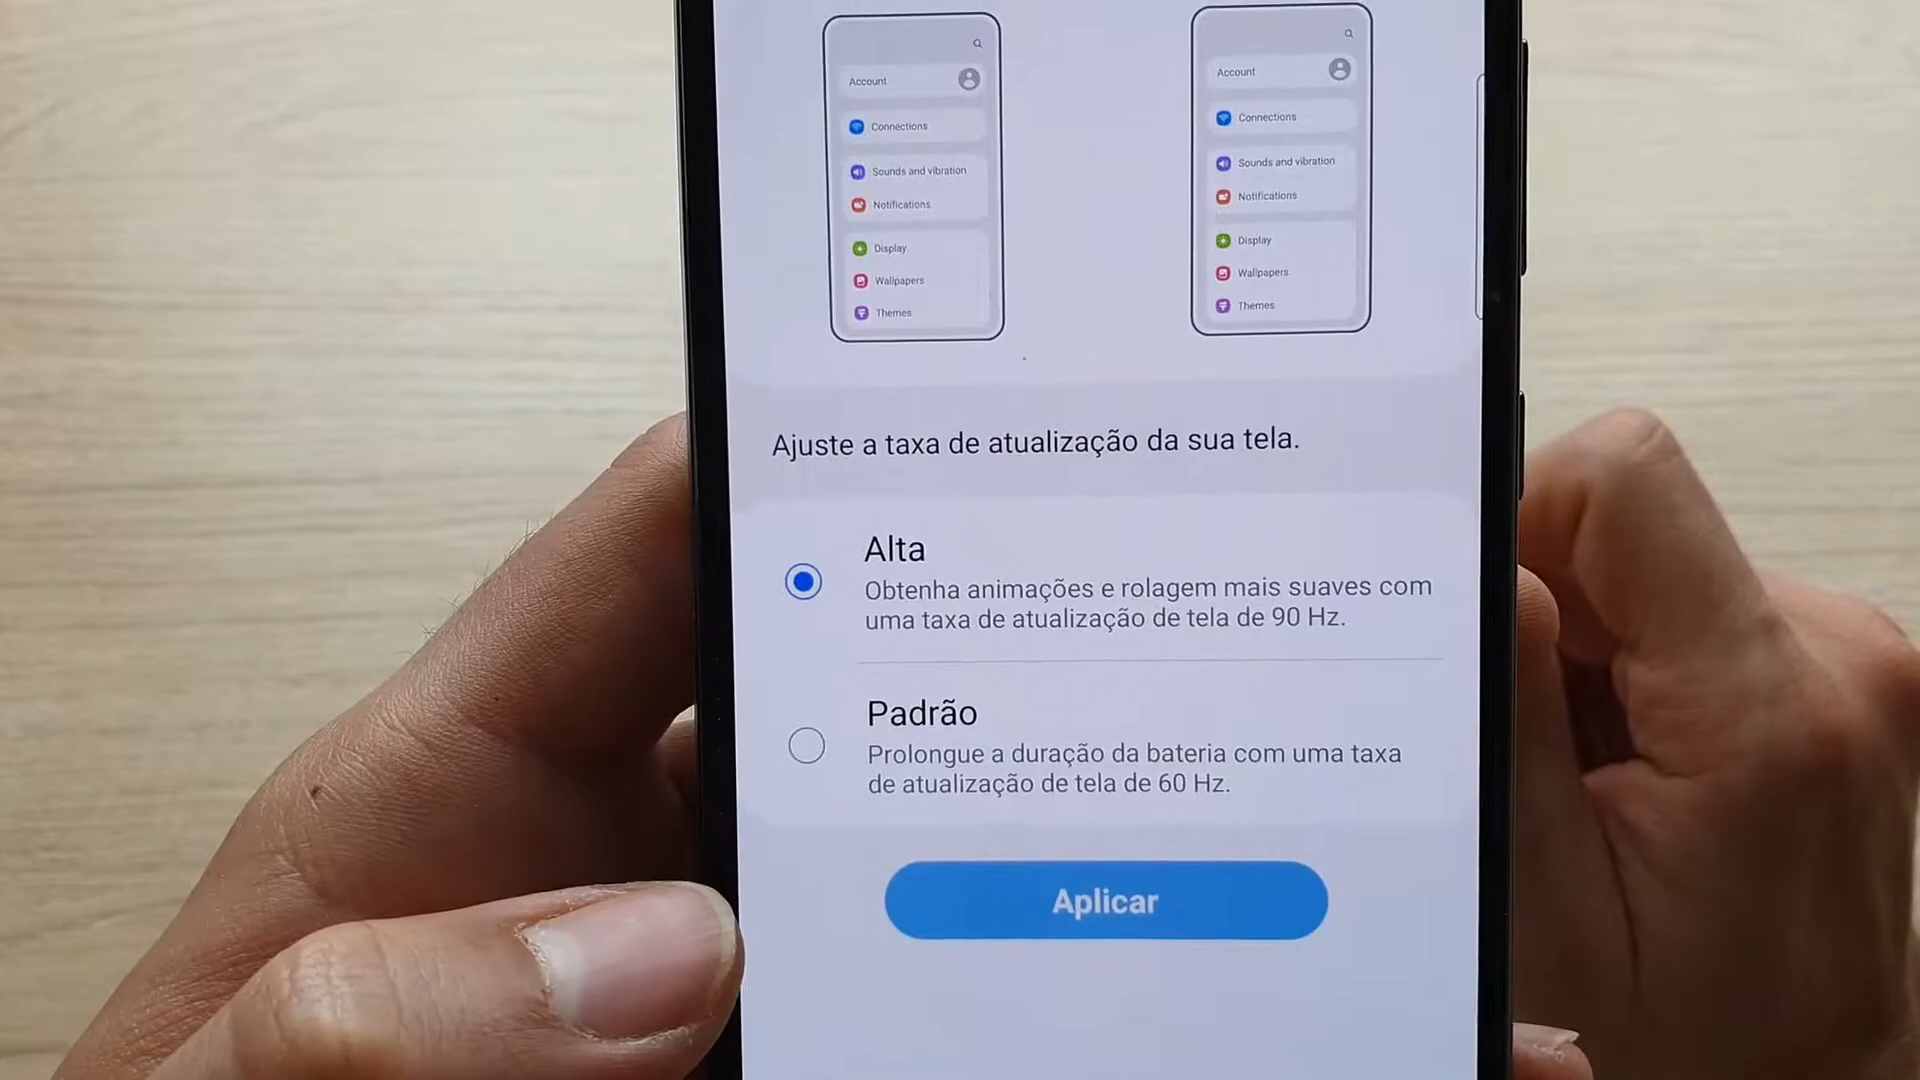 Account
Connections
Sounds and vibration
Notifications
Display
Wallpapers
Themes
Account
Connections
Sounds and vibration
Notifications
Display
Wallpapers
Themes
Ajuste a taxa de atualização da sua tela.
Alta
Obtenha animações e rolagem mais suaves com
uma taxa de atualização de tela de 90 Hz.
Padrão
Prolongue a duração da bateria com uma taxa
de atualização de tela de 60 Hz.
Aplicar